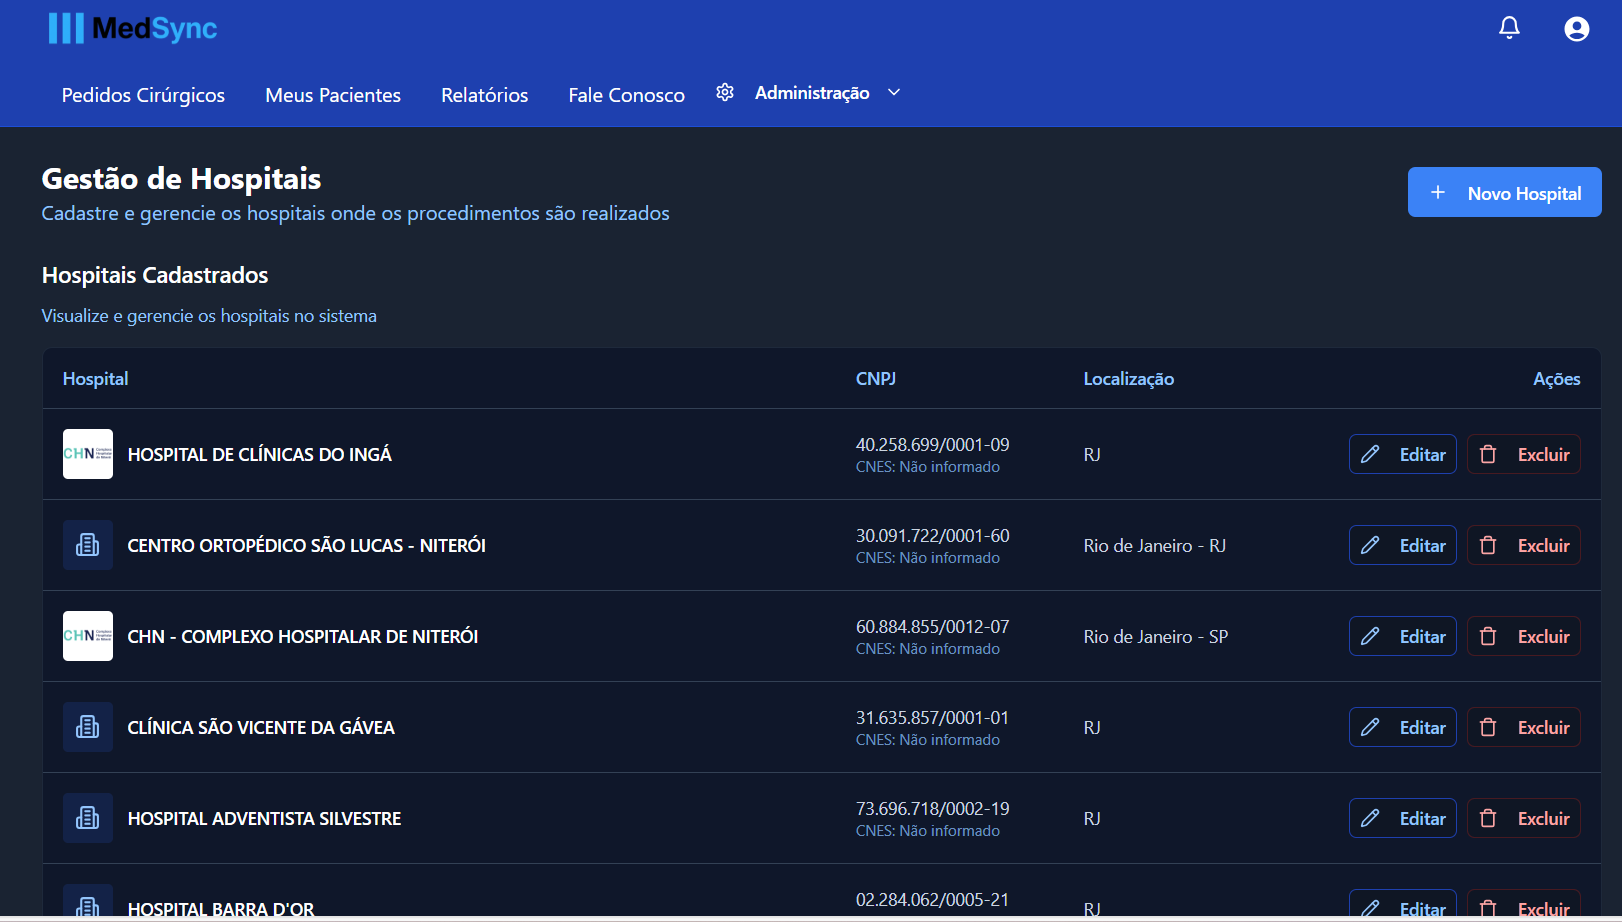 MedSync
Pedidos Cirúrgicos Meus Pacientes Relatórios Fale Conosco Administração
Gestão de Hospitais
Cadastre e gerencie os hospitais onde os procedimentos são realizados
Novo Hospital
Hospitais Cadastrados
Visualize e gerencie os hospitais no sistema
Hospital CNPJ Localização Ações
CHN
HOSPITAL DE CLÍNICAS DO INGÁ
40.258.699/0001-09
CNES: Não informado
RJ
Editar Excluir
CENTRO ORTOPÉDICO SÃO LUCAS - NITERÓI
30.091.722/0001-60
CNES: Não informado
Rio de Janeiro - RJ
Editar Excluir
CHN
CHN - COMPLEXO HOSPITALAR DE NITERÓI
60.884.855/0012-07
CNES: Não informado
Rio de Janeiro - SP
Editar Excluir
CLÍNICA SÃO VICENTE DA GÁVEA
31.635.857/0001-01
CNES: Não informado
RJ
Editar Excluir
HOSPITAL ADVENTISTA SILVESTRE
73.696.718/0002-19
CNES: Não informado
RJ
Editar Excluir
HOSPITAL BARRA D'OR
02.284.062/0005-21
RJ
Editar Excluir